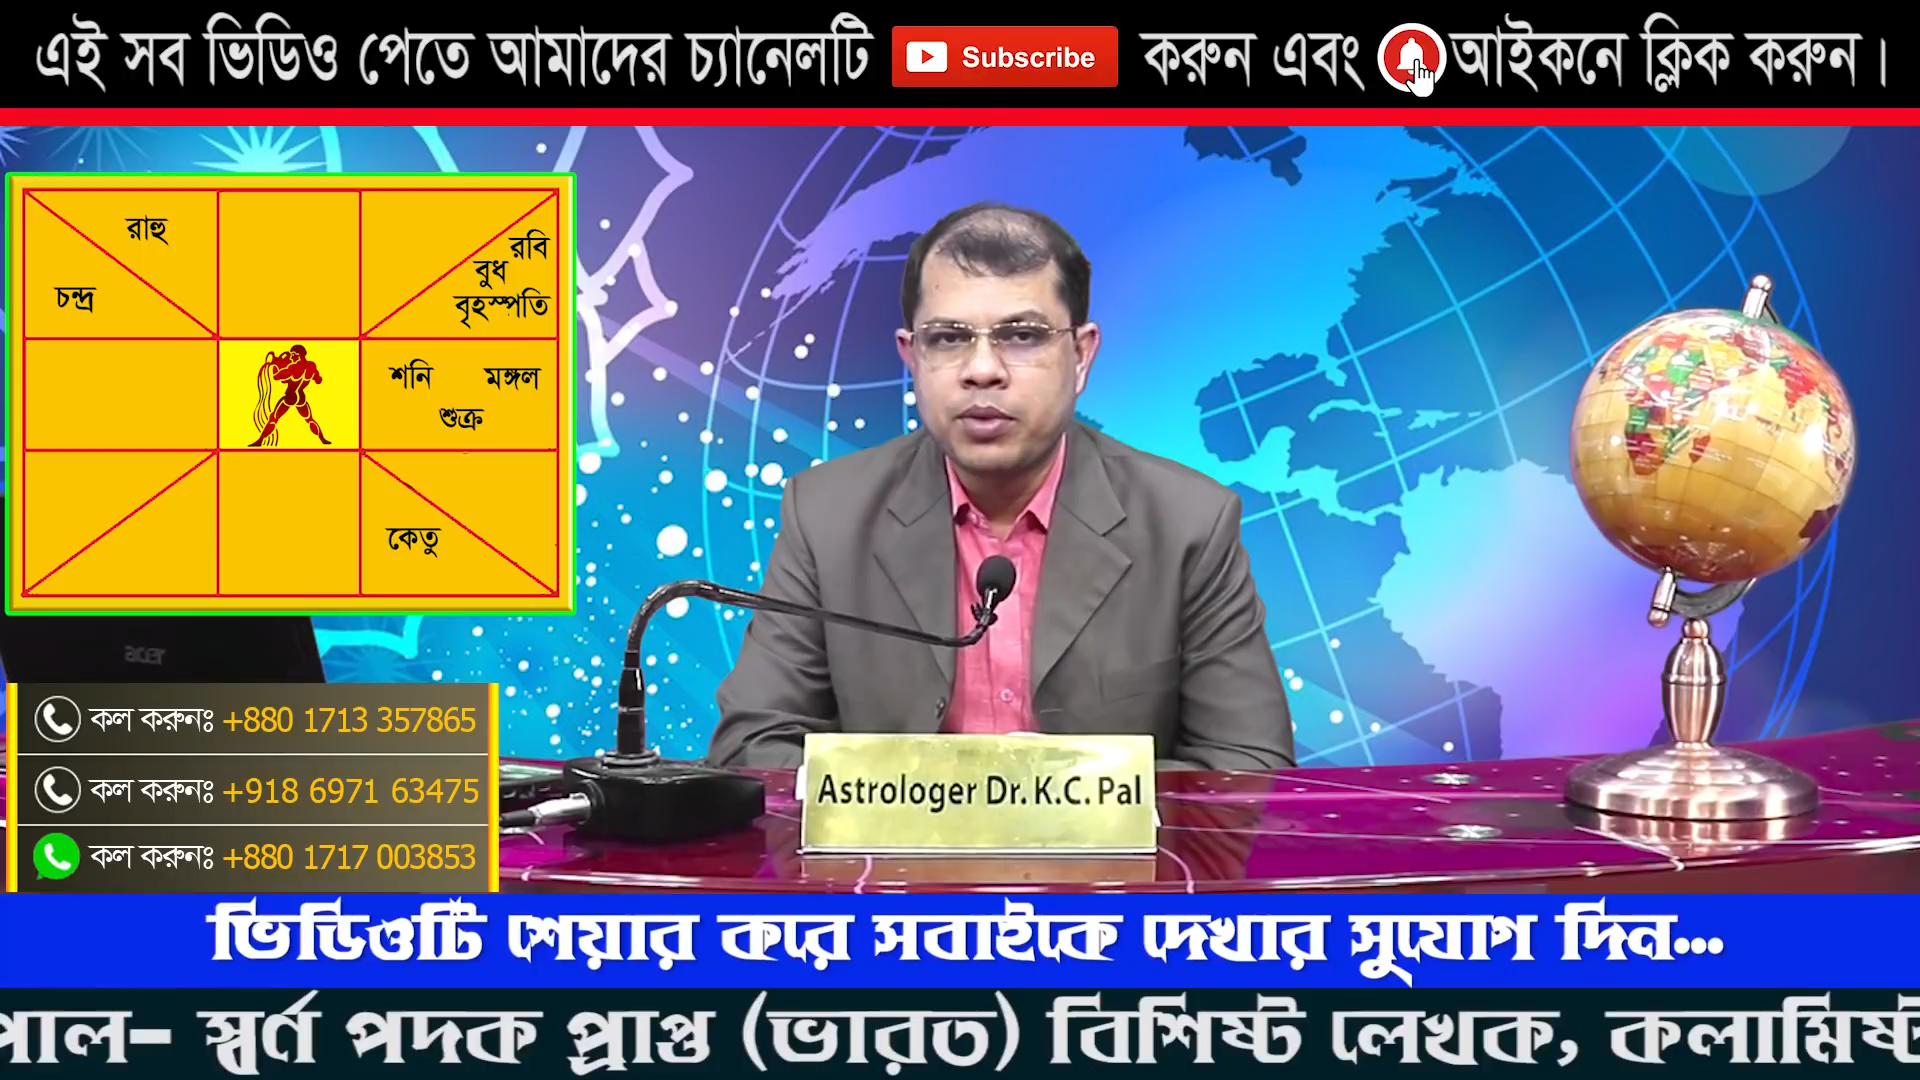 এই সব ভিডিও পেতে আমাদের চ্যানেলটি Subscribe করুন এবং আইকনে ক্লিক করুন।
রাহু
চন্দ্র
রবি
বুধ
বৃহস্পতি
শনি মঙ্গল
শুক্র
কেতু
acer
কল করুনঃ +880 1713 357865
কল করুনঃ +918 6971 63475
কল করুনঃ +880 1717 003853
Astrologer Dr. K.C. Pal
ভিডিওটি শেয়ার করে সবাইকে দেখার সুযোগ দিন...
পাল- স্বর্ণ পদক প্রাপ্ত (ভারত) বিশিষ্ট লেখক, কলামিষ্ট